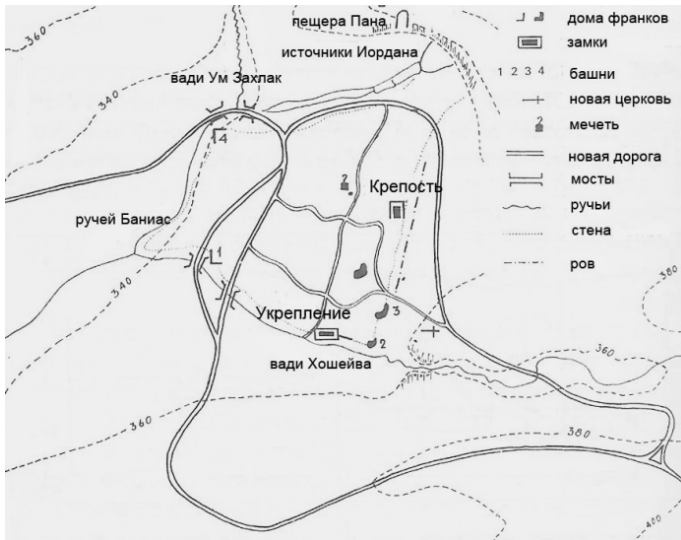 360
340
пещера Пана
источники Иордана
вади Ум Захлак
4
2
Крепость
ручей Баниас
1
340
Укрепление
3
2
вади Хошейва
360
360
380
380
400
дома франков
замки
1 2 3 4 башни
новая церковь
2 мечеть
новая дорога
мосты
ручьи
стена
ров